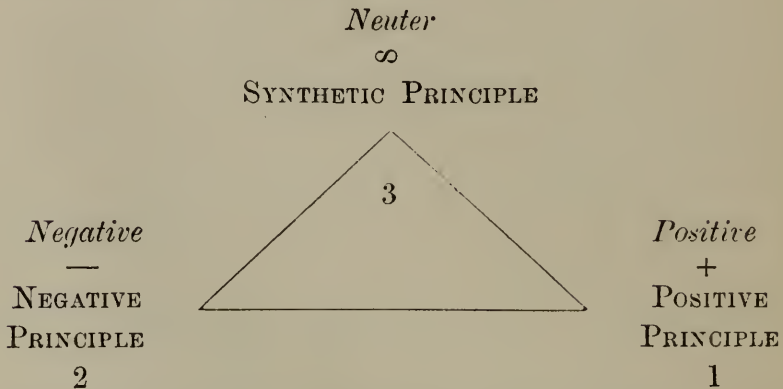 Neuter
∞
SYNTHETIC PRINCIPLE
3
Negative
—
NEGATIVE
PRINCIPLE
2
Positive
+
POSITIVE
PRINCIPLE
1